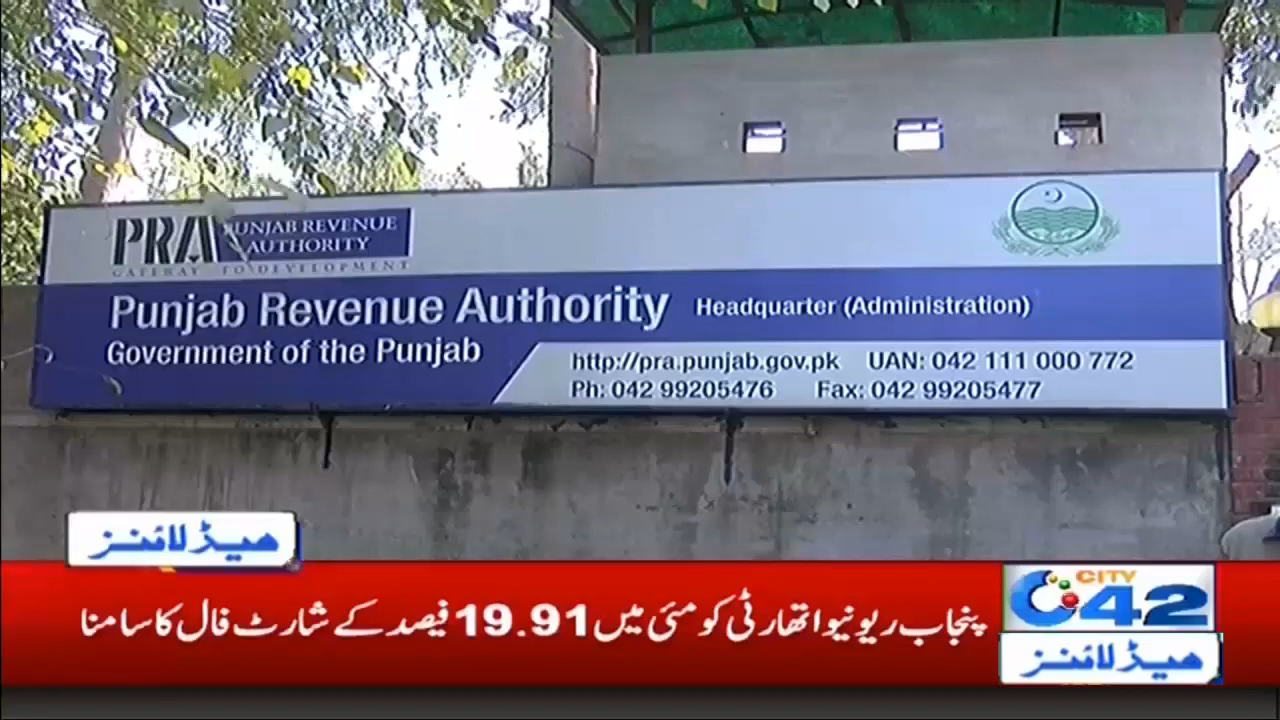 PRA PUNJAB REVENUE
AUTHORITY
GATEWAY TO DEVELOPMENT
Punjab Revenue Authority Headquarter (Administration)
Government of the Punjab
http://pra.punjab.gov.pk UAN: 042 111 000 772
Ph: 042 99205476 Fax: 042 99205477
ہیڈلائنز
پنجاب ریونیو اتھارٹی کو مئی میں 19.91 فیصد کے شارٹ فال کا سامنا
CITY
42
ہیڈلائنز